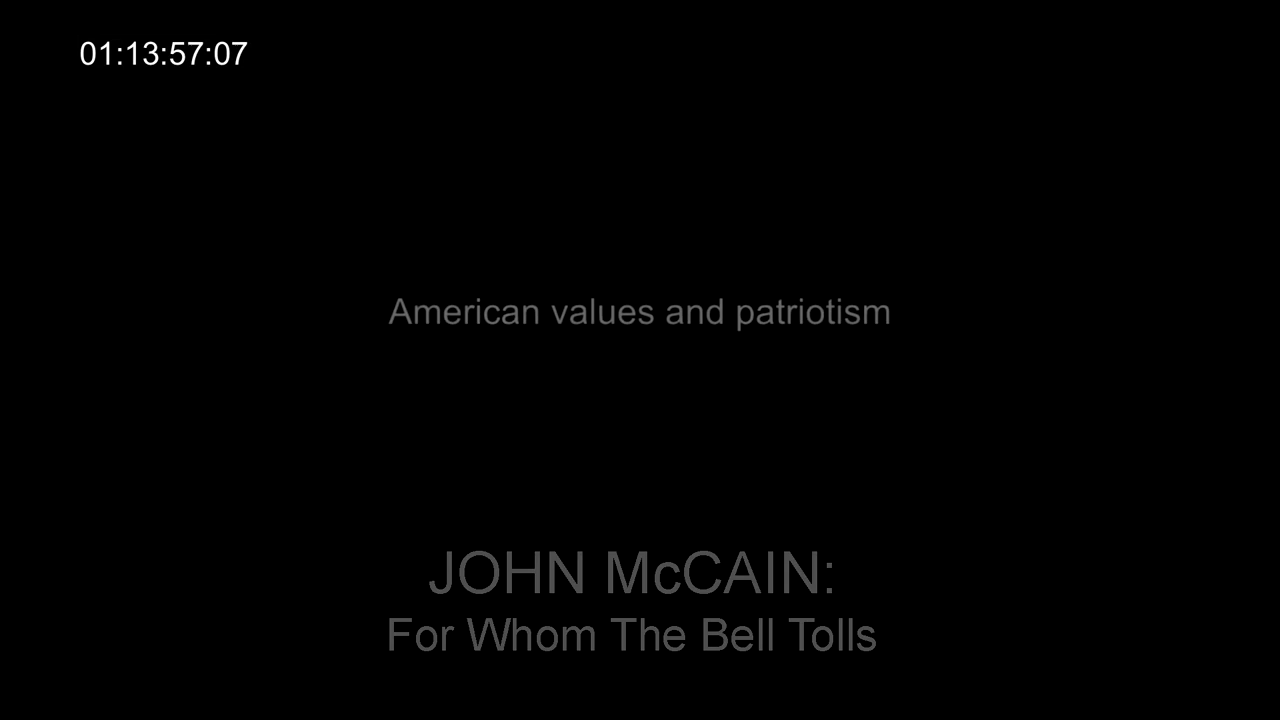 01:13:57:07
American values and patriotism
JOHN McCAIN:
For Whom The Bell Tolls